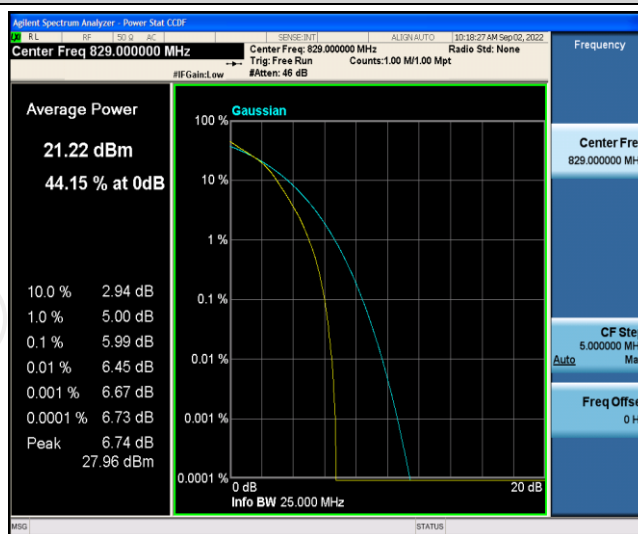 Agilent Spectrum Analyzer - Power Stat CCDF
RL RF 50 Ω AC SENSE:INT ALIGN AUTO 10:18:27 AM Sep 02, 2022
Center Freq 829.000000 MHz
Center Freq: 829.000000 MHz Radio Std: None
Trig: Free Run Counts:1.00 M/1.00 Mpt
#IFGain:Low #Atten: 46 dB
Frequency
Average Power
21.22 dBm
44.15 % at 0dB
10.0 % 2.94 dB
1.0 % 5.00 dB
0.1 % 5.99 dB
0.01 % 6.45 dB
0.001 % 6.67 dB
0.0001 % 6.73 dB
Peak 6.74 dB
27.96 dBm
Gaussian
100 %
10 %
1 %
0.1 %
0.01 %
0.001 %
0.0001 %
0 dB 20 dB
Info BW 25.000 MHz
Center Fre
829.000000 MH
CF Ste
5.000000 MH
Auto Ma
Freq Offse
0 H
MSG STATUS